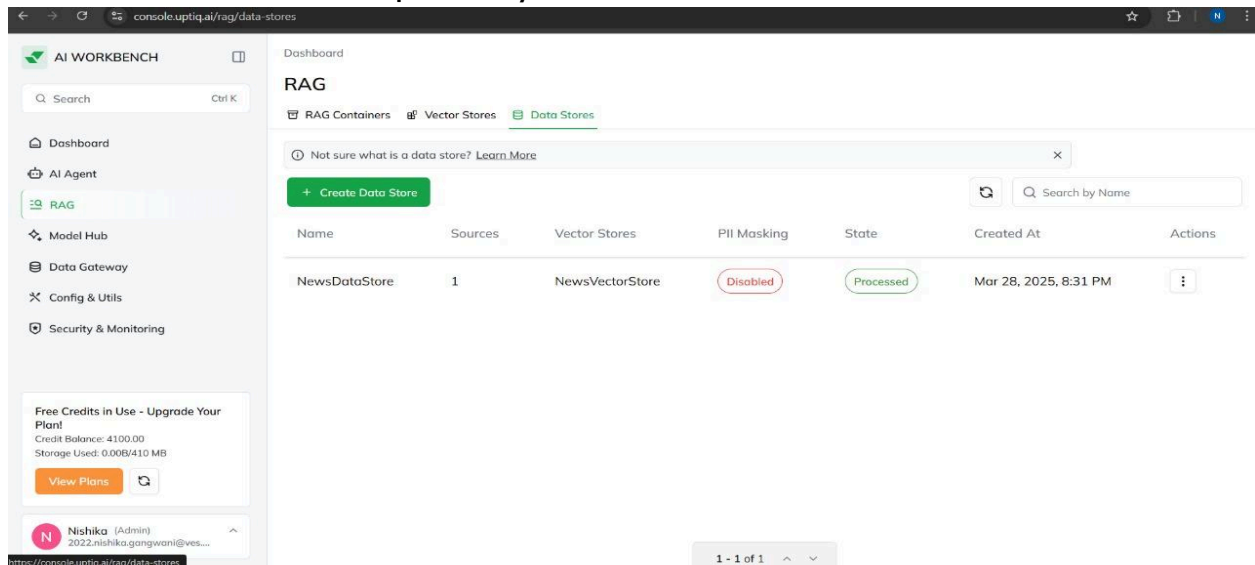 console.uptiq.ai/rag/data-stores
N
AI WORKBENCH
Search Ctrl K
Dashboard
AI Agent
RAG
Model Hub
Data Gateway
Config & Utils
Security & Monitoring
Free Credits in Use - Upgrade Your
Plan!
Credit Balance: 4100.00
Storage Used: 0.00B/410 MB
View Plans
N
Nishika (Admin)
2022.nishika.gangwani@ves....
https://console.uptiq.ai/rag/data-stores
Dashboard
RAG
RAG Containers Vector Stores Data Stores
Not sure what is a data store? Learn More
+ Create Data Store Search by Name
Name Sources Vector Stores PII Masking State Created At Actions
NewsDataStore 1 NewsVectorStore Disabled Processed Mar 28, 2025, 8:31 PM
1 - 1 of 1